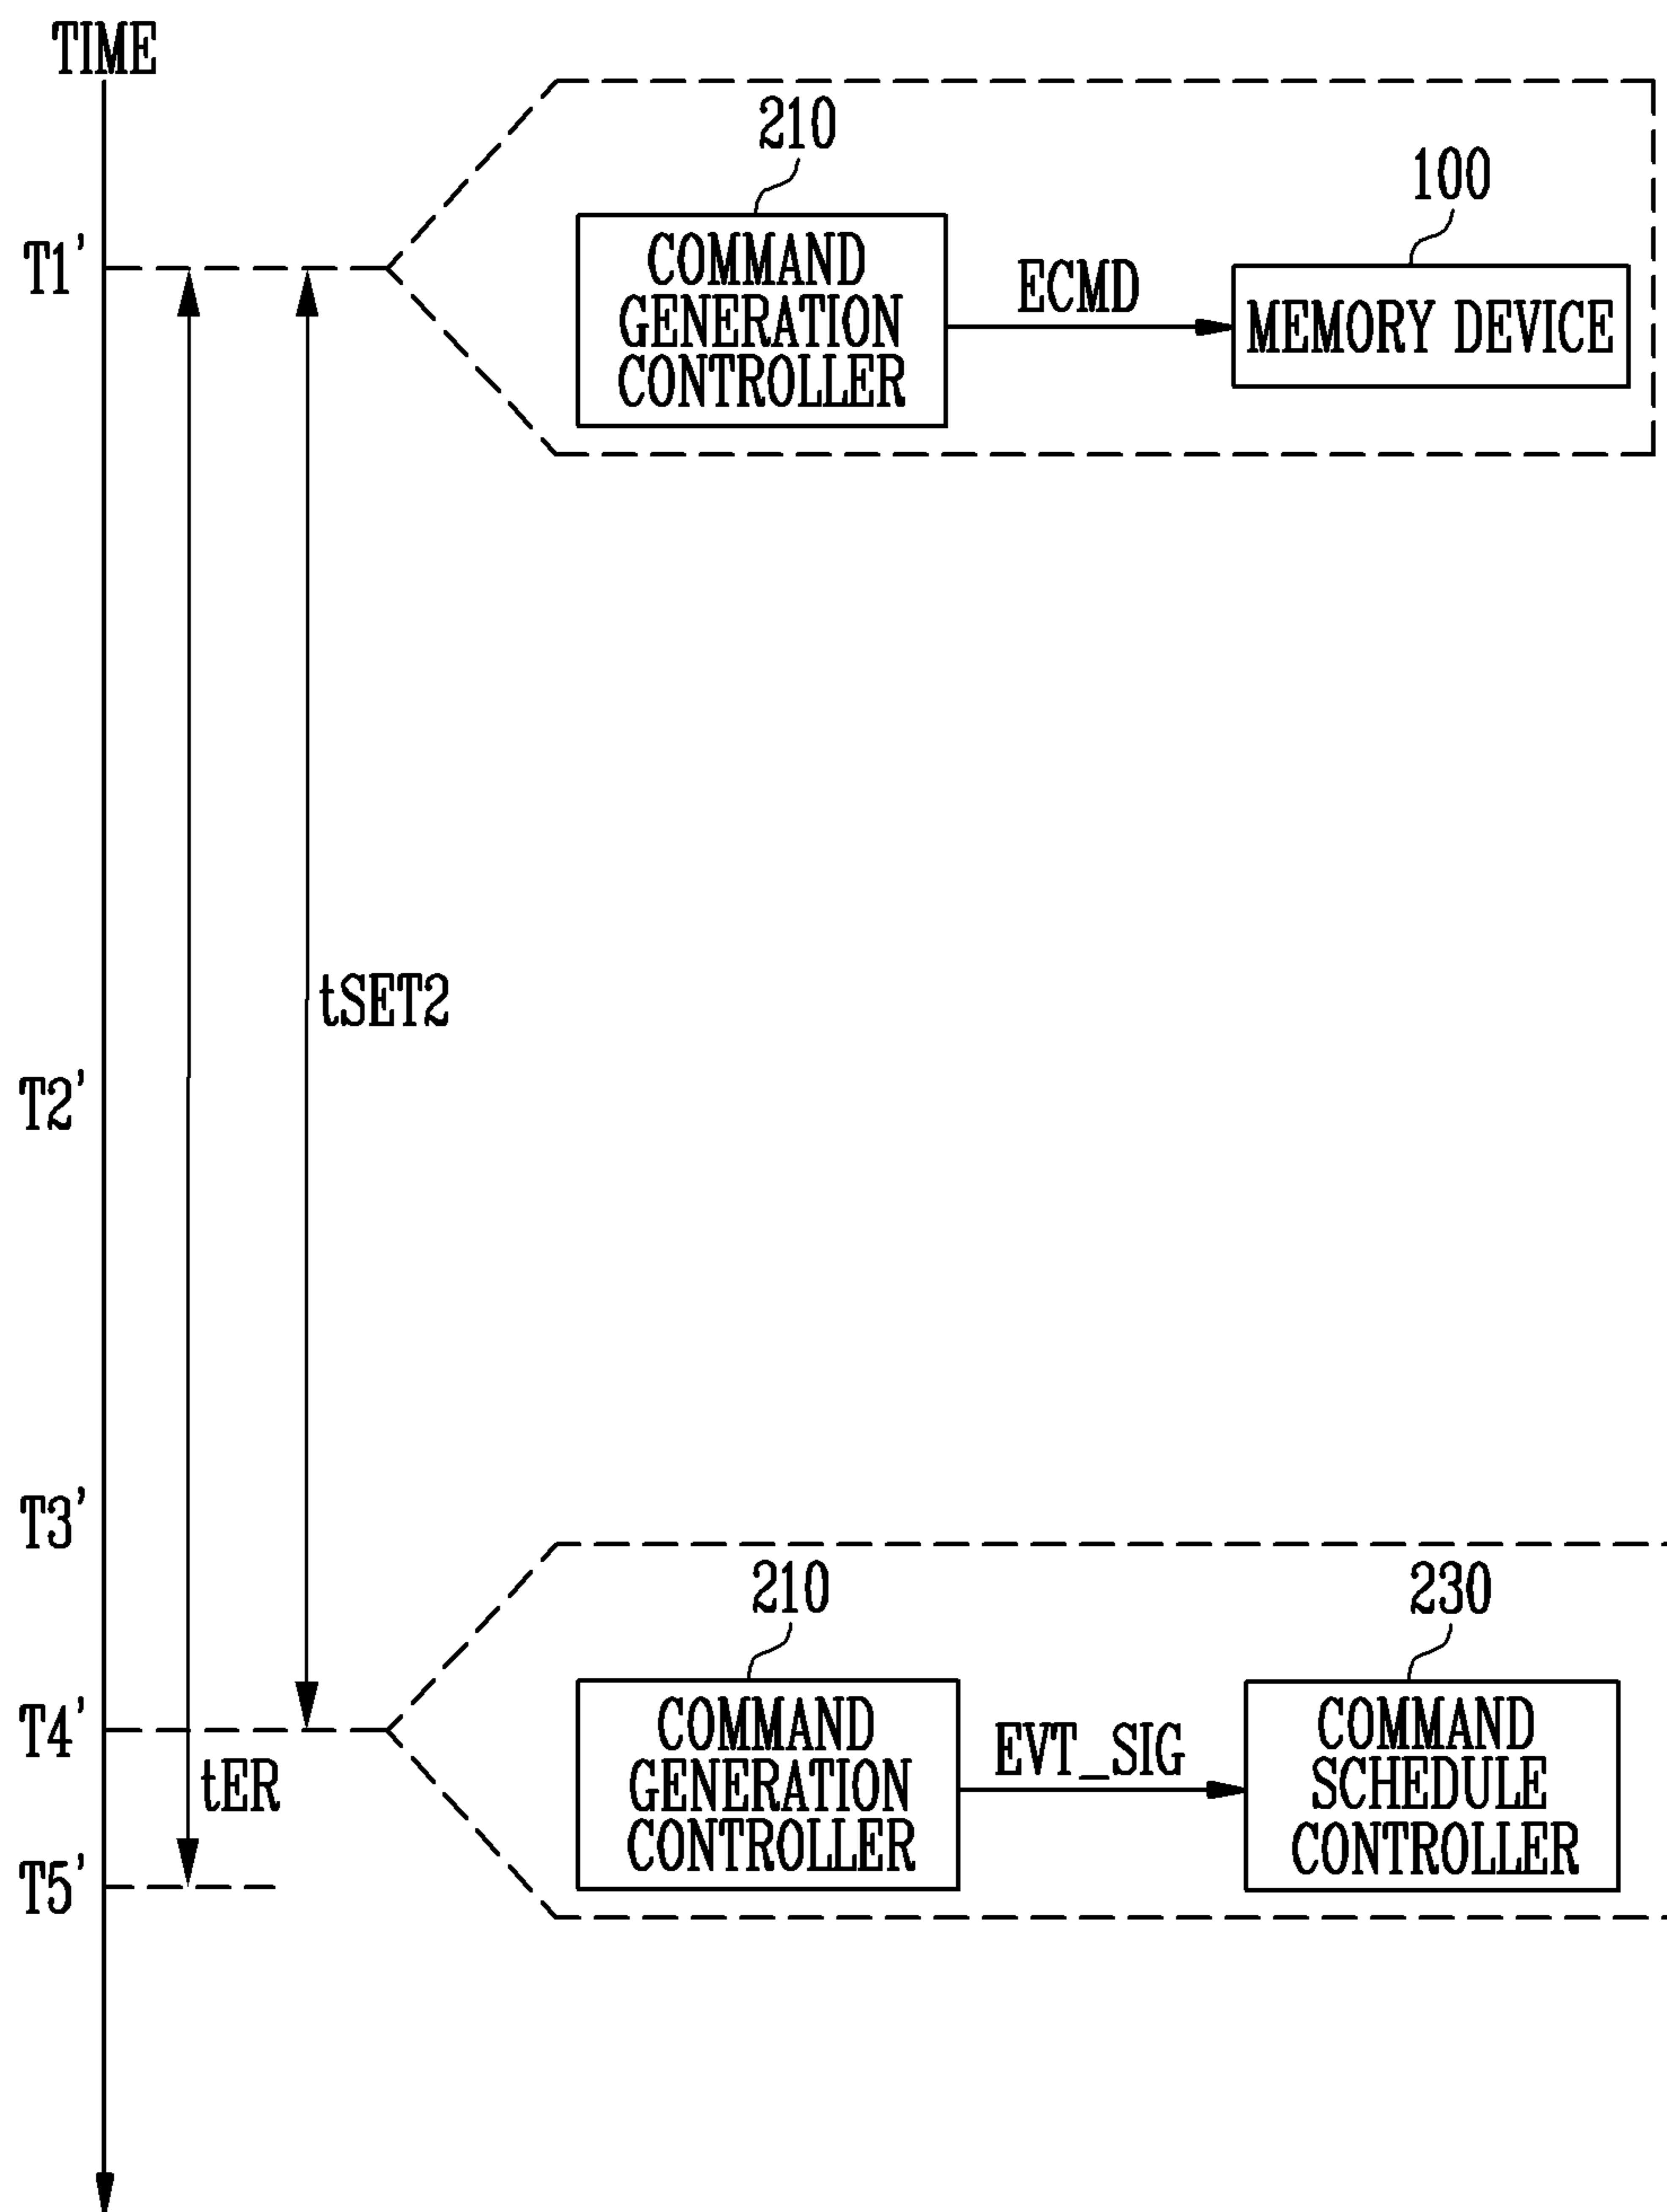 TIME
210
100
T1'
COMMAND
GENERATION
CONTROLLER
ECMD
MEMORY DEVICE
tSET2
T2'
T3'
210
230
T4'
COMMAND
GENERATION
CONTROLLER
EVT_SIG
COMMAND
SCHEDULE
CONTROLLER
tER
T5'